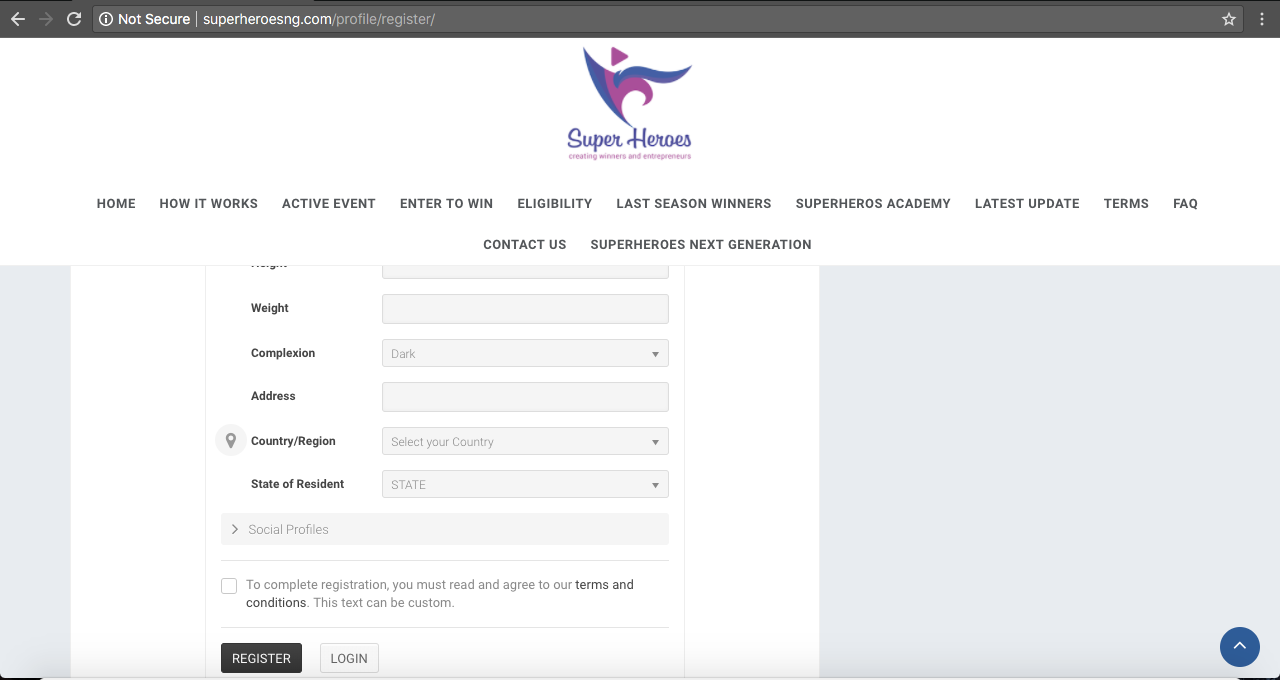 Not Secure | superheroesng.com/profile/register/
Super Heroes
creating winners and entrepreneurs
HOME HOW IT WORKS ACTIVE EVENT ENTER TO WIN ELIGIBILITY LAST SEASON WINNERS SUPERHEROS ACADEMY LATEST UPDATE TERMS FAQ
CONTACT US SUPERHEROES NEXT GENERATION
Weight
Complexion Dark
Address
Country/Region Select your Country
State of Resident STATE
Social Profiles
To complete registration, you must read and agree to our terms and
conditions. This text can be custom.
REGISTER LOGIN